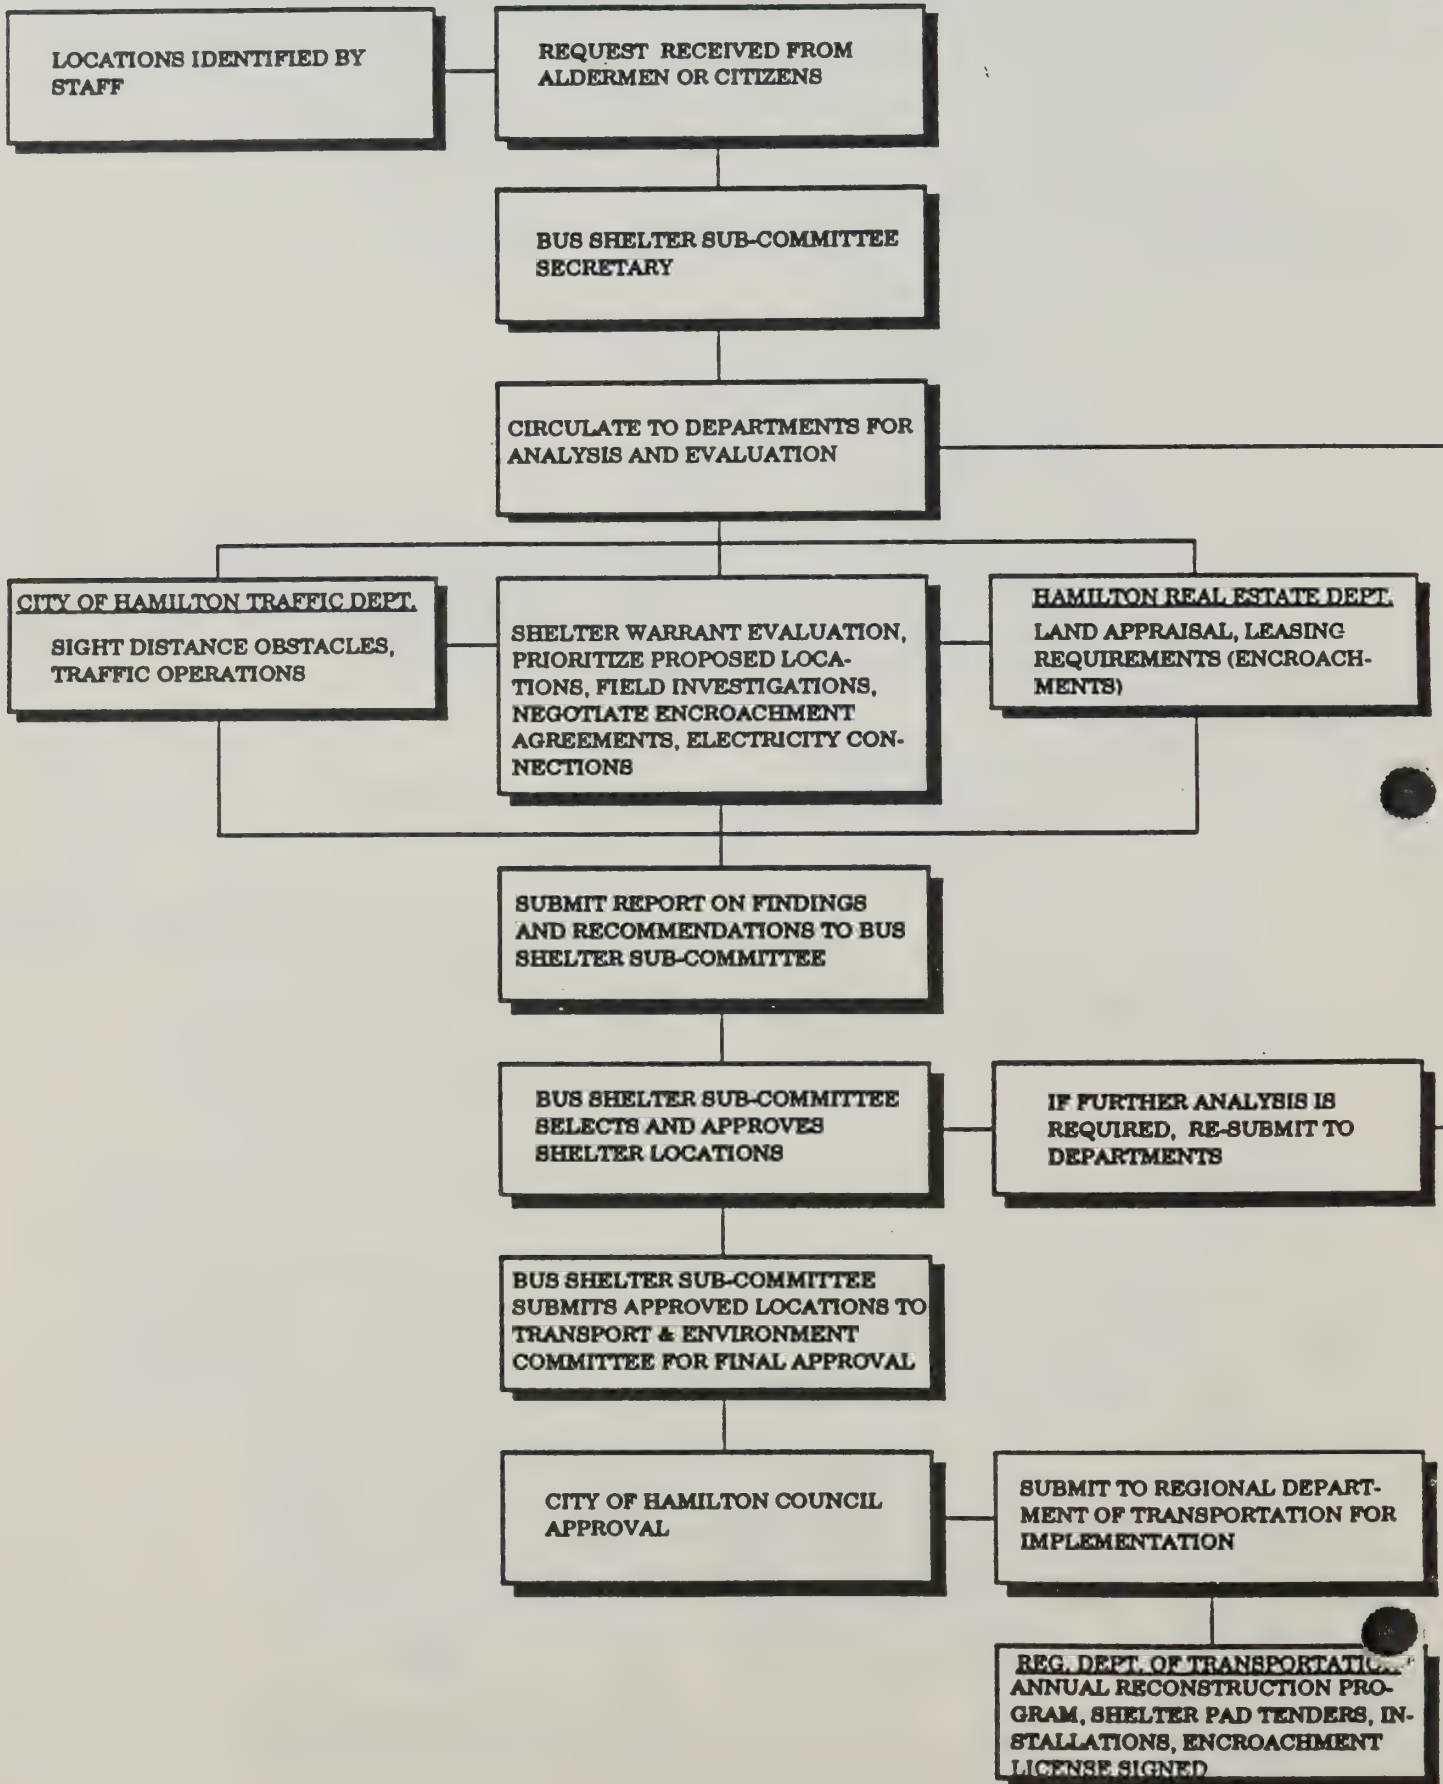 LOCATIONS IDENTIFIED BY
STAFF
REQUEST RECEIVED FROM
ALDERMEN OR CITIZENS
BUS SHELTER SUB-COMMITTEE
SECRETARY
CIRCULATE TO DEPARTMENTS FOR
ANALYSIS AND EVALUATION
CITY OF HAMILTON TRAFFIC DEPT.
SIGHT DISTANCE OBSTACLES,
TRAFFIC OPERATIONS
SHELTER WARRANT EVALUATION,
PRIORITIZE PROPOSED LOCA-
TIONS, FIELD INVESTIGATIONS,
NEGOTIATE ENCROACHMENT
AGREEMENTS, ELECTRICITY CON-
NECTIONS
HAMILTON REAL ESTATE DEPT.
LAND APPRAISAL, LEASING
REQUIREMENTS (ENCROACH-
MENTS)
SUBMIT REPORT ON FINDINGS
AND RECOMMENDATIONS TO BUS
SHELTER SUB-COMMITTEE
BUS SHELTER SUB-COMMITTEE
SELECTS AND APPROVES
SHELTER LOCATIONS
IF FURTHER ANALYSIS IS
REQUIRED, RE-SUBMIT TO
DEPARTMENTS
BUS SHELTER SUB-COMMITTEE
SUBMITS APPROVED LOCATIONS TO
TRANSPORT & ENVIRONMENT
COMMITTEE FOR FINAL APPROVAL
CITY OF HAMILTON COUNCIL
APPROVAL
SUBMIT TO REGIONAL DEPART-
MENT OF TRANSPORTATION FOR
IMPLEMENTATION
REG. DEPT. OF
ANNUAL RECONSTRUCTION PRO-
GRAM, SHELTER PAD TENDERS, IN-
STALLATIONS, ENCROACHMENT
LICENSE SIGNED